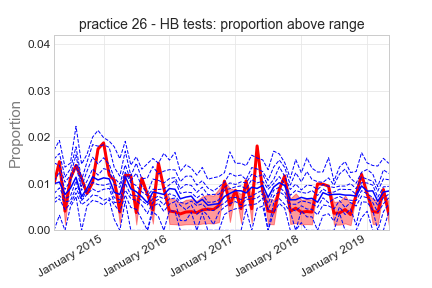 practice 26 - HB tests: proportion above range
0.04
0.03
0.02
0.01
0.00
Proportion
January 2015
January 2016
January 2017
January 2018
January 2019